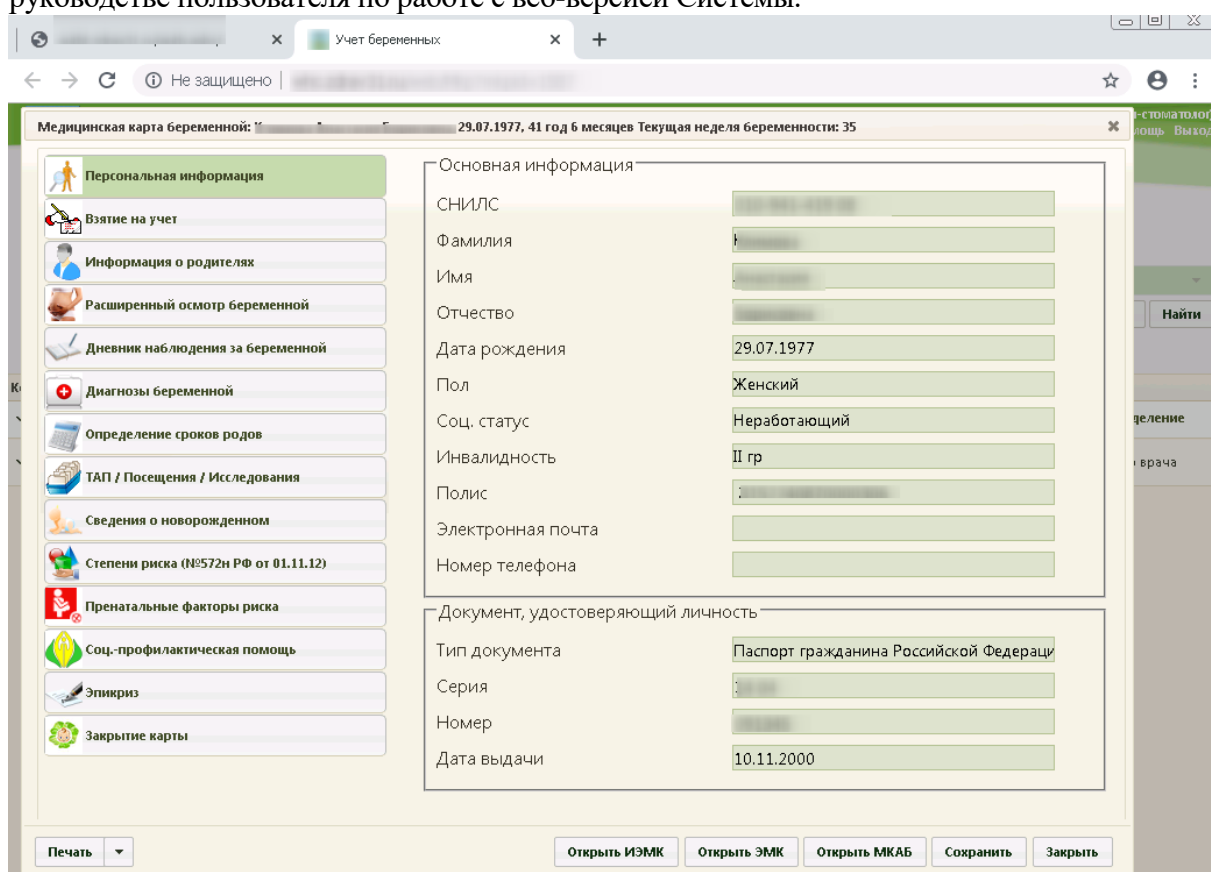 руководстве пользователя по работе с веб-версией Системы.
Учет беременных
Не защищено
Медицинская карта беременной: 29.07.1977, 41 год 6 месяцев Текущая неделя беременности: 35
Помощь Выход
Персональная информация
Взятие на учет
Информация о родителях
Расширенный осмотр беременной
Дневник наблюдения за беременной
Диагнозы беременной
Определение сроков родов
ТАП / Посещения / Исследования
Сведения о новорожденном
Степени риска (№572н РФ от 01.11.12)
Пренатальные факторы риска
Соц.-профилактическая помощь
Эпикриз
Закрытие карты
Основная информация
СНИЛС
Фамилия
Имя
Отчество
Дата рождения 29.07.1977
Пол Женский
Соц. статус Неработающий
Инвалидность II гр
Полис
Электронная почта
Номер телефона
Документ, удостоверяющий личность
Тип документа Паспорт гражданина Российской Федераци
Серия
Номер
Дата выдачи 10.11.2000
Найти
деление
врача
Печать
Открыть ИЭМК
Открыть ЭМК
Открыть МКАБ
Сохранить
Закрыть